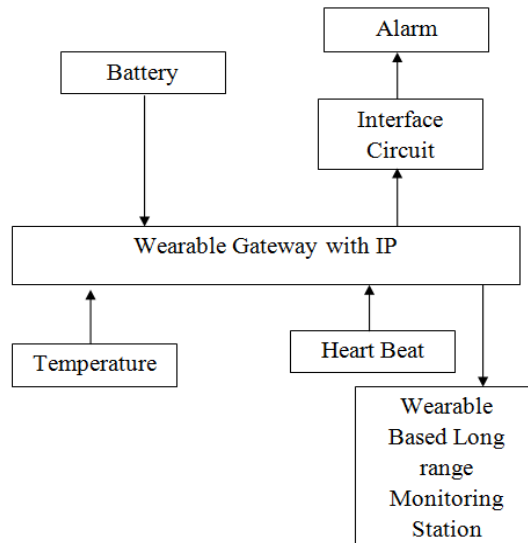 Alarm
Battery
Interface
Circuit
Wearable Gateway with IP
Temperature
Heart Beat
Wearable
Based Long
range
Monitoring
Station